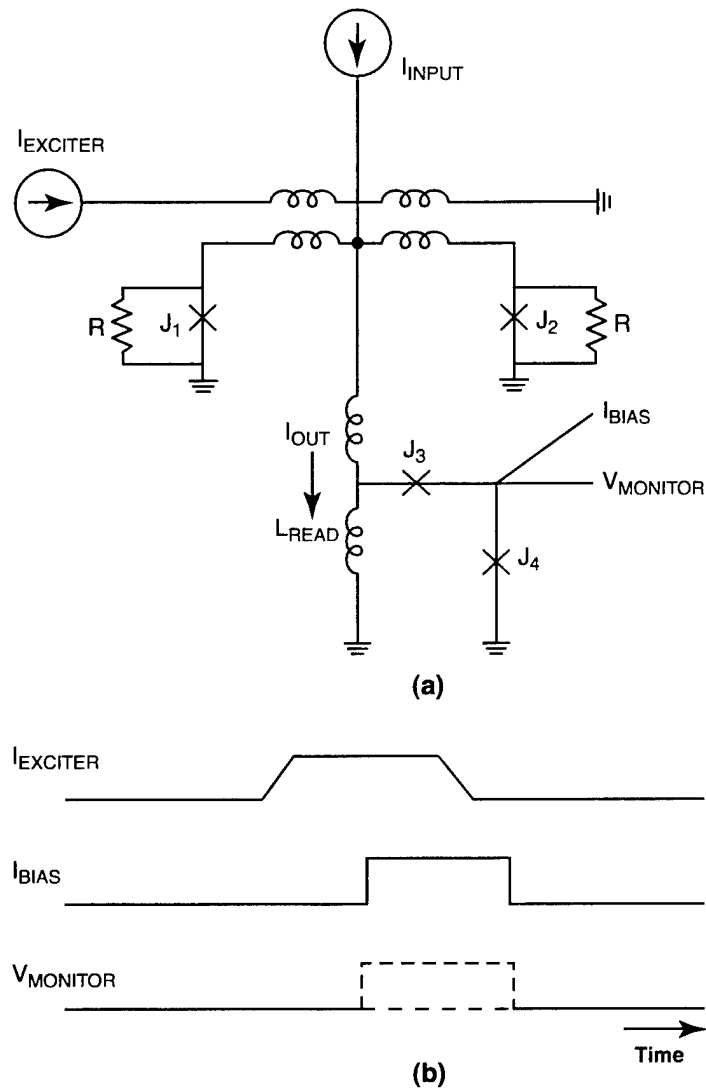 I_INPUT
I_EXCITER
R
J_1
J_2
R
I_OUT
J_3
I_BIAS
V_MONITOR
L_READ
J_4
(a)
I_EXCITER
I_BIAS
V_MONITOR
Time
(b)